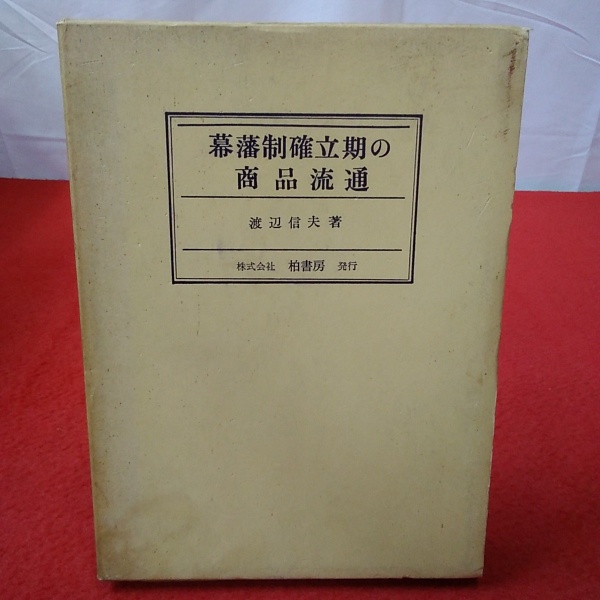 幕藩制確立期の
商品流通
渡辺信夫著
株式会社 柏書房 発行